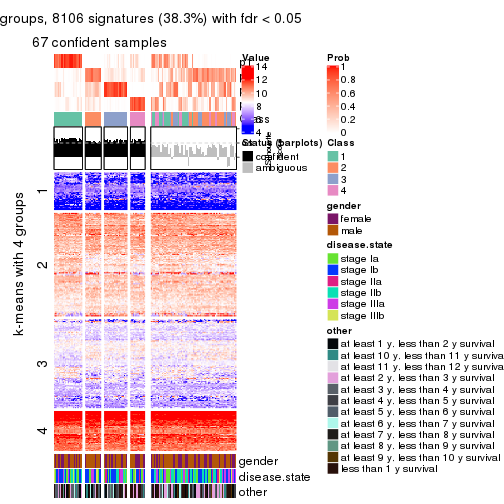 groups, 8106 signatures (38.3%) with fdr < 0.05
67 confident samples
Value
14
12
10
8
6
4
Status (barplots)
confident
ambiguous
Prob
1
0.8
0.6
0.4
0.2
0
Class
1
2
3
4
gender
female
male
disease.state
stage Ia
stage Ib
stage IIa
stage IIb
stage IIIa
stage IIIb
other
at least 1 y. less than 2 y survival
at least 10 y. less than 11 y surviva
at least 11 y. less than 12 y surviva
at least 2 y, less than 3 y survival
at least 3 y, less than 4 y survival
at least 4 y. less than 5 y survival
at least 5 y. less than 6 y survival
at least 6 y. less than 7 y survival
at least 7 y, less than 8 y survival
at least 8 y. less than 9 y survival
at least 9 y. less than 10 y survival
less than 1 y survival
k-means with 4 groups
1
2
3
4
gender
disease.state
other